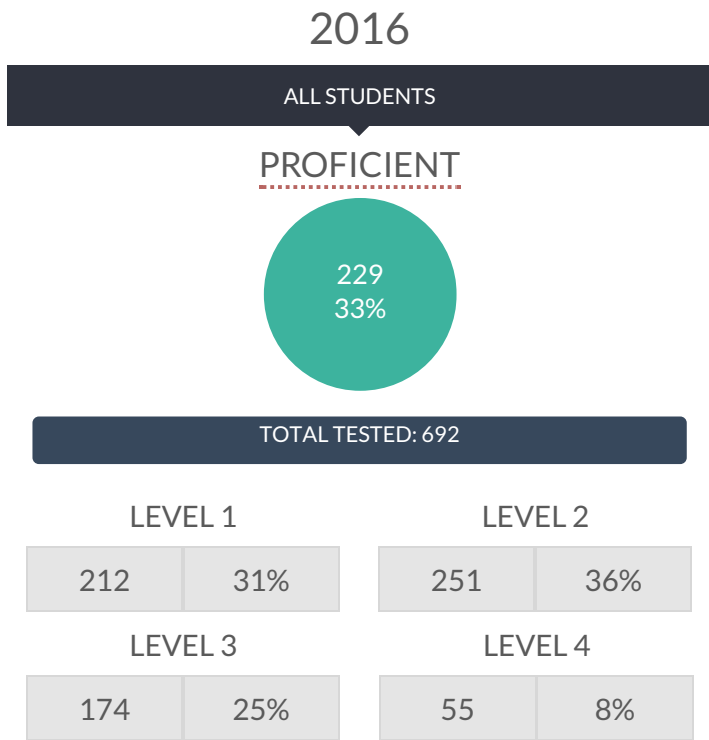 2016
ALL STUDENTS
PROFICIENT
229
33%
TOTAL TESTED: 692
LEVEL 1
212 31%
LEVEL 2
251 36%
LEVEL 3
174 25%
LEVEL 4
55 8%